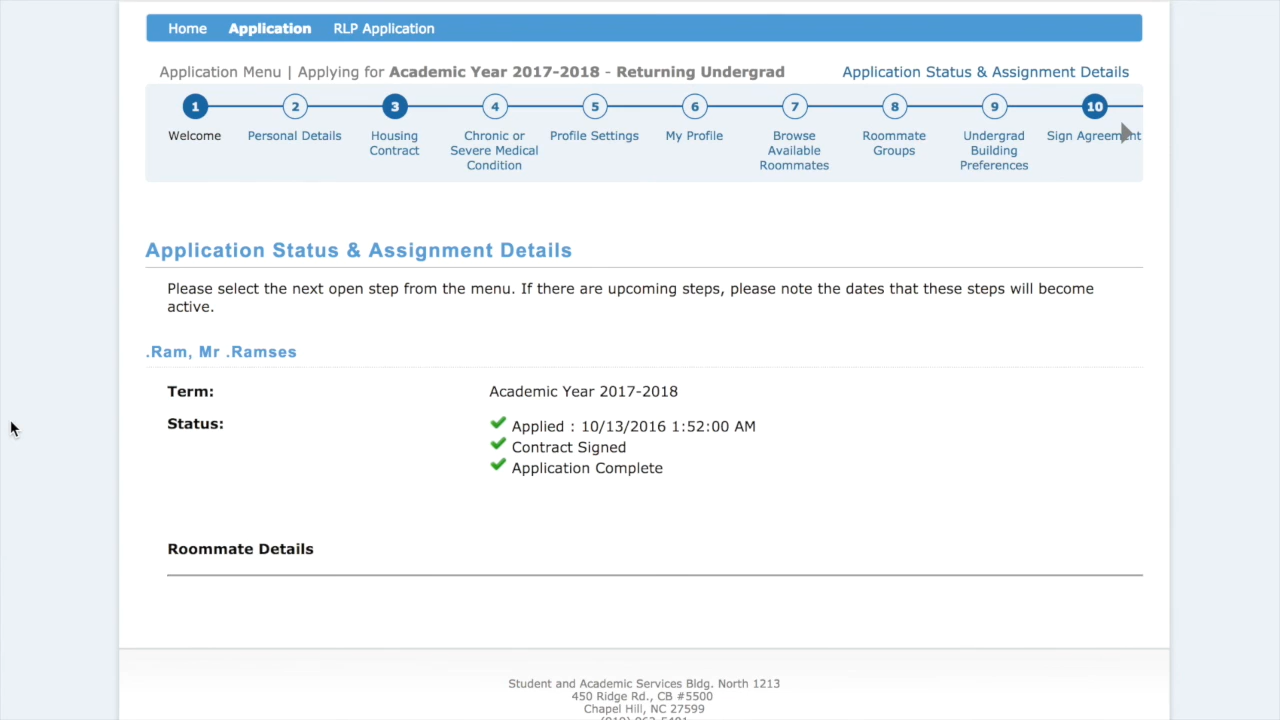 Home Application RLP Application
Application Menu | Applying for Academic Year 2017-2018 - Returning Undergrad Application Status & Assignment Details
1 2 3 4 5 6 7 8 9 10
Welcome Personal Details Housing Chronic or Profile Settings My Profile Browse Roommate Undergrad Sign Agreement
Contract Severe Medical Available Groups Building
Condition Roommates Preferences
Application Status & Assignment Details
Please select the next open step from the menu. If there are upcoming steps, please note the dates that these steps will become
active.
.Ram, Mr .Ramses
Term: Academic Year 2017-2018
Status: Applied : 10/13/2016 1:52:00 AM
Contract Signed
Application Complete
Roommate Details
Student and Academic Services Bldg. North 1213
450 Ridge Rd., CB #5500
Chapel Hill, NC 27599